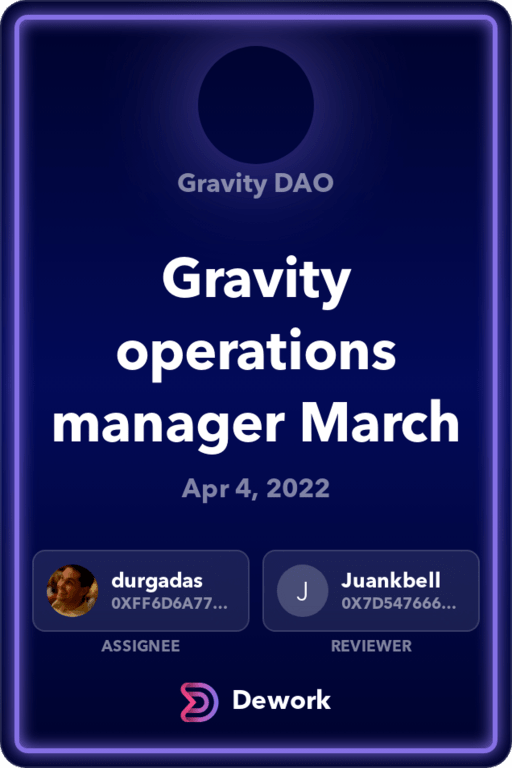 Gravity DAO
Gravity
operations
manager March
Apr 4, 2022
durgadas
0XFF6D6A77...
J
Juankbell
0X7D547666...
ASSIGNEE
REVIEWER
Dework